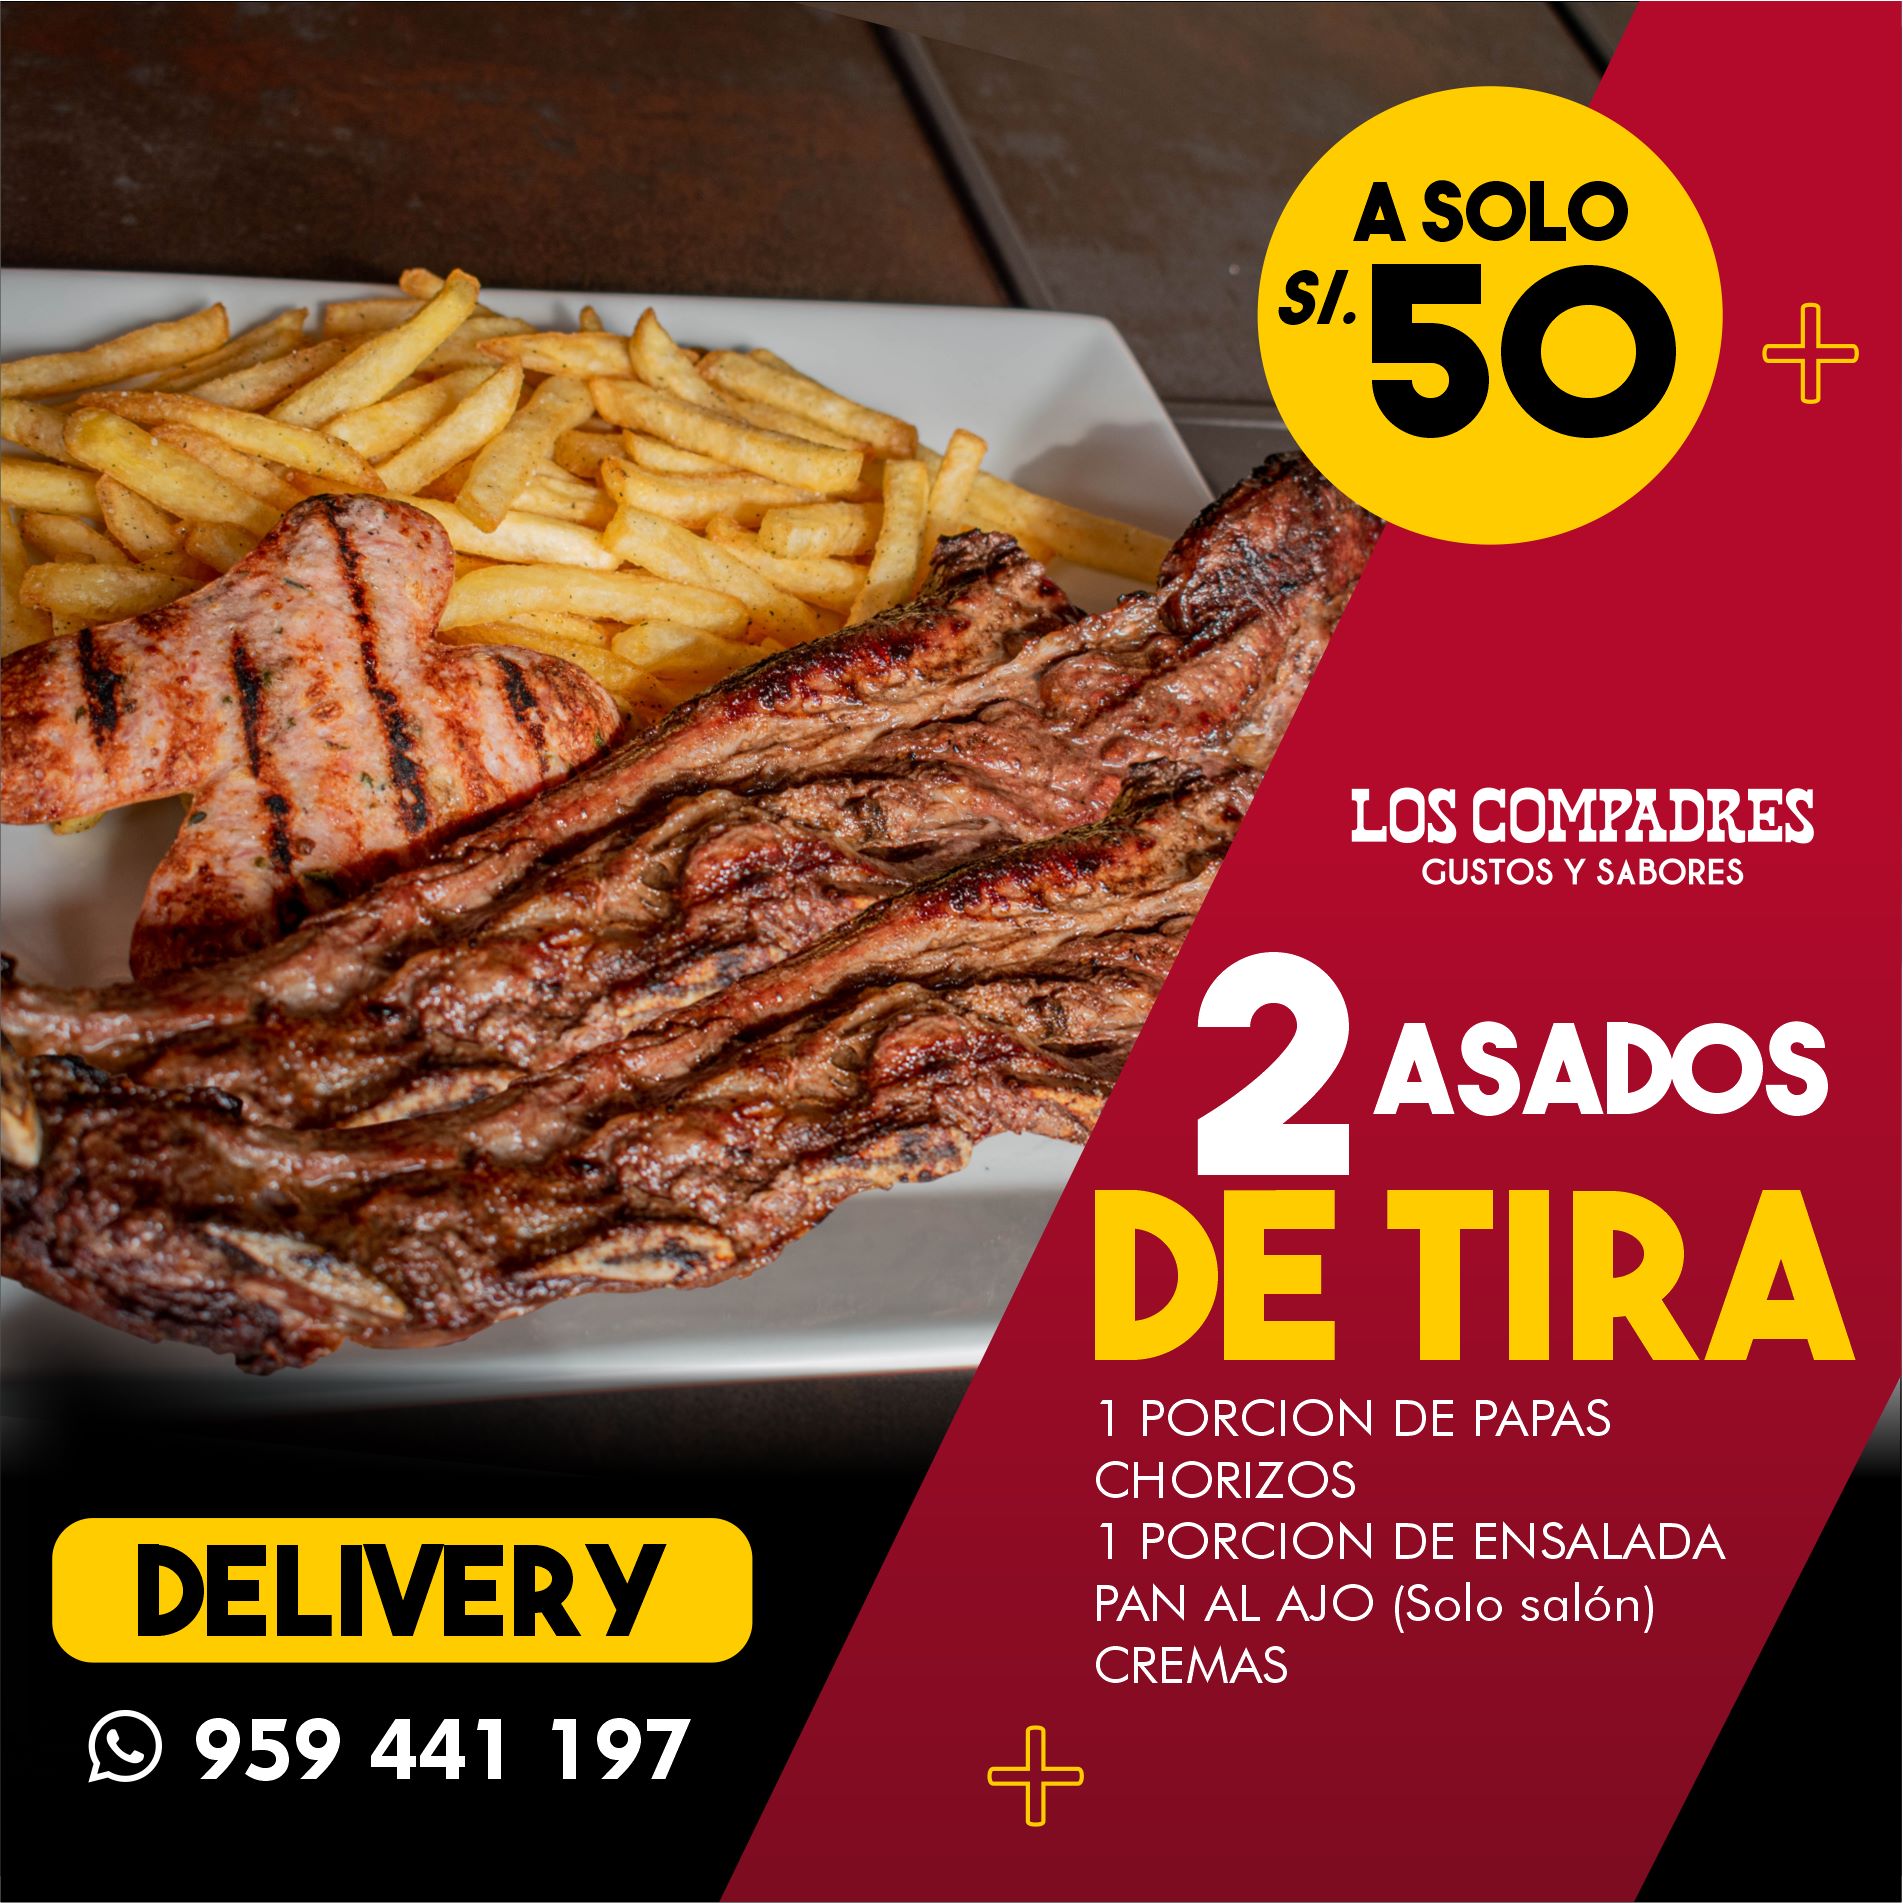 A SOLO
S/. 50
LOS COMPADRES
GUSTOS Y SABORES
2 ASADOS
DE TIRA
1 PORCION DE PAPAS
CHORIZOS
1 PORCION DE ENSALADA
PAN AL AJO (Solo salón)
CREMAS
DELIVERY
959 441 197